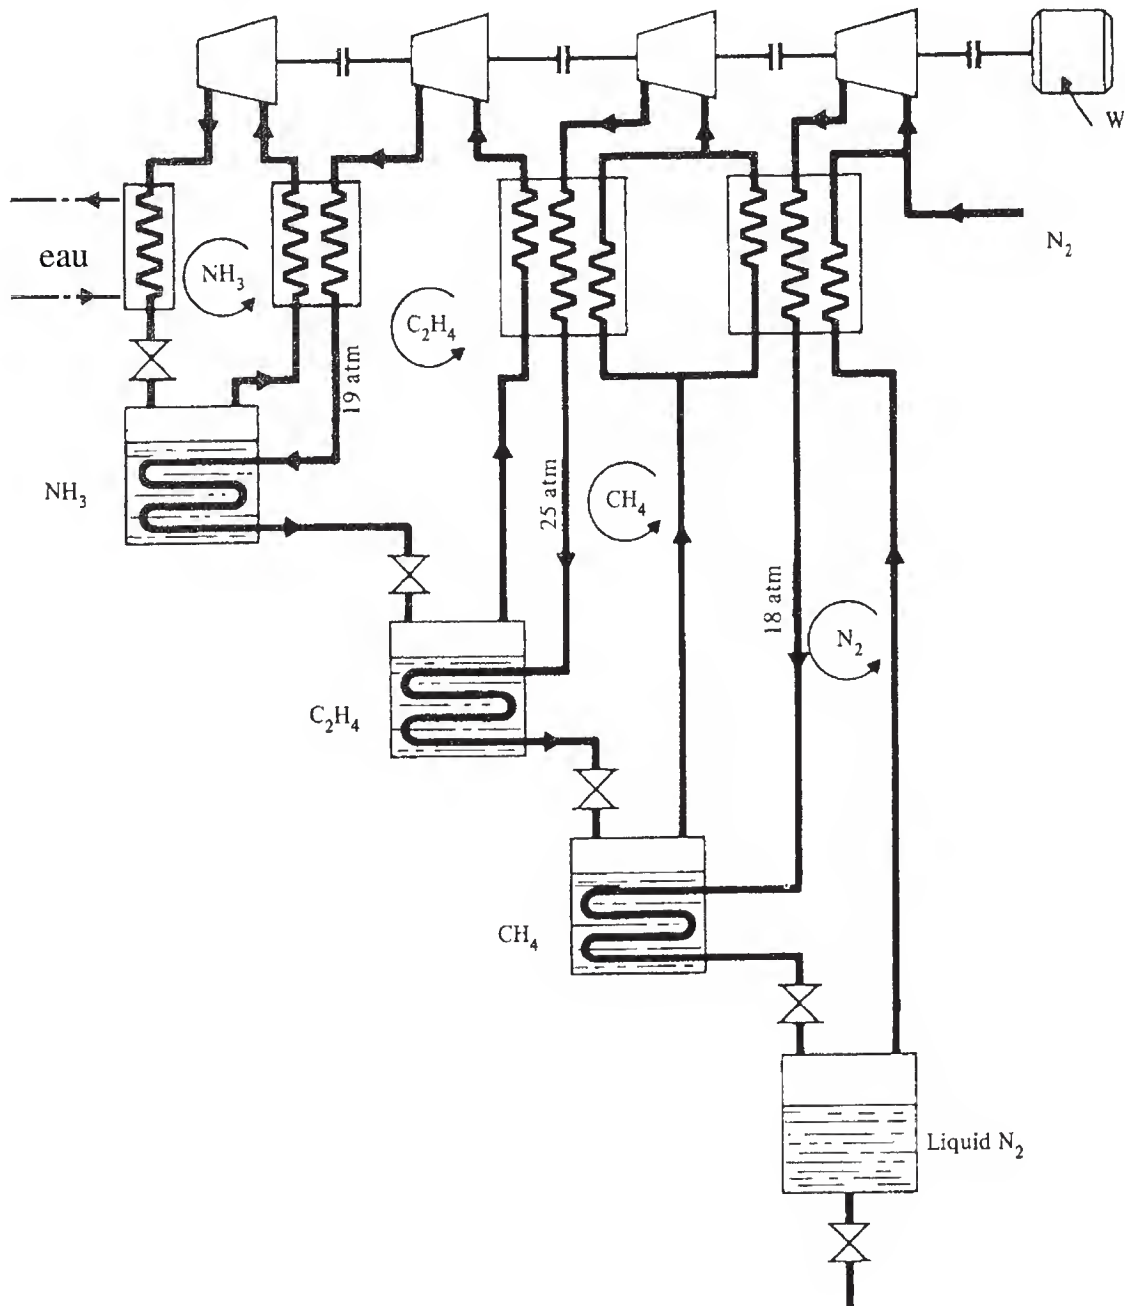 W
N₂
eau
NH₃
C₂H₄
19 atm
25 atm
CH₄
NH₃
18 atm
N₂
C₂H₄
CH₄
Liquid N₂